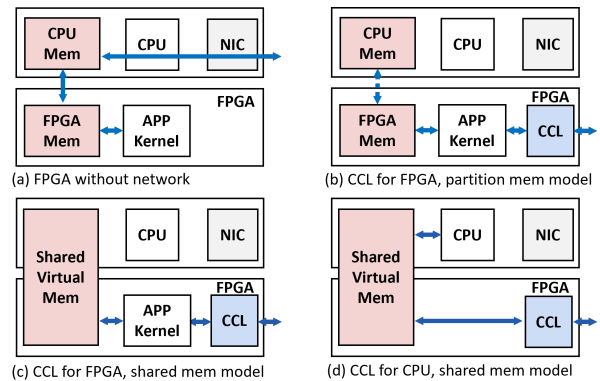 CPU
Mem
CPU
NIC
FPGA
FPGA
Mem
APP
Kernel
(a) FPGA without network
CPU
Mem
CPU
NIC
FPGA
FPGA
Mem
APP
Kernel
CCL
(b) CCL for FPGA, partition mem model
Shared
Virtual
Mem
CPU
NIC
FPGA
APP
Kernel
CCL
(c) CCL for FPGA, shared mem model
Shared
Virtual
Mem
CPU
NIC
FPGA
CCL
(d) CCL for CPU, shared mem model